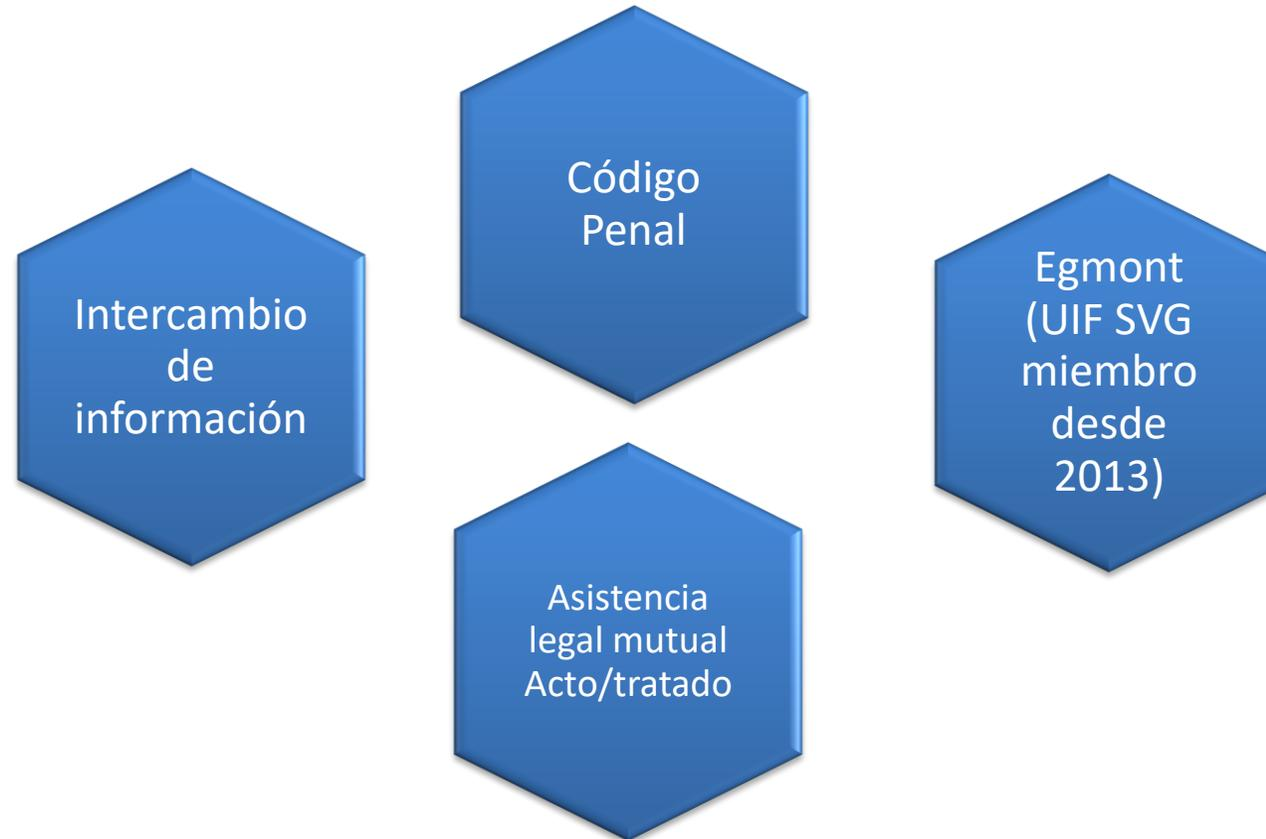 Código
Penal
Intercambio
de
información
Egmont
(UIF SVG
miembro
desde
2013)
Asistencia
legal mutual
Acto/tratado